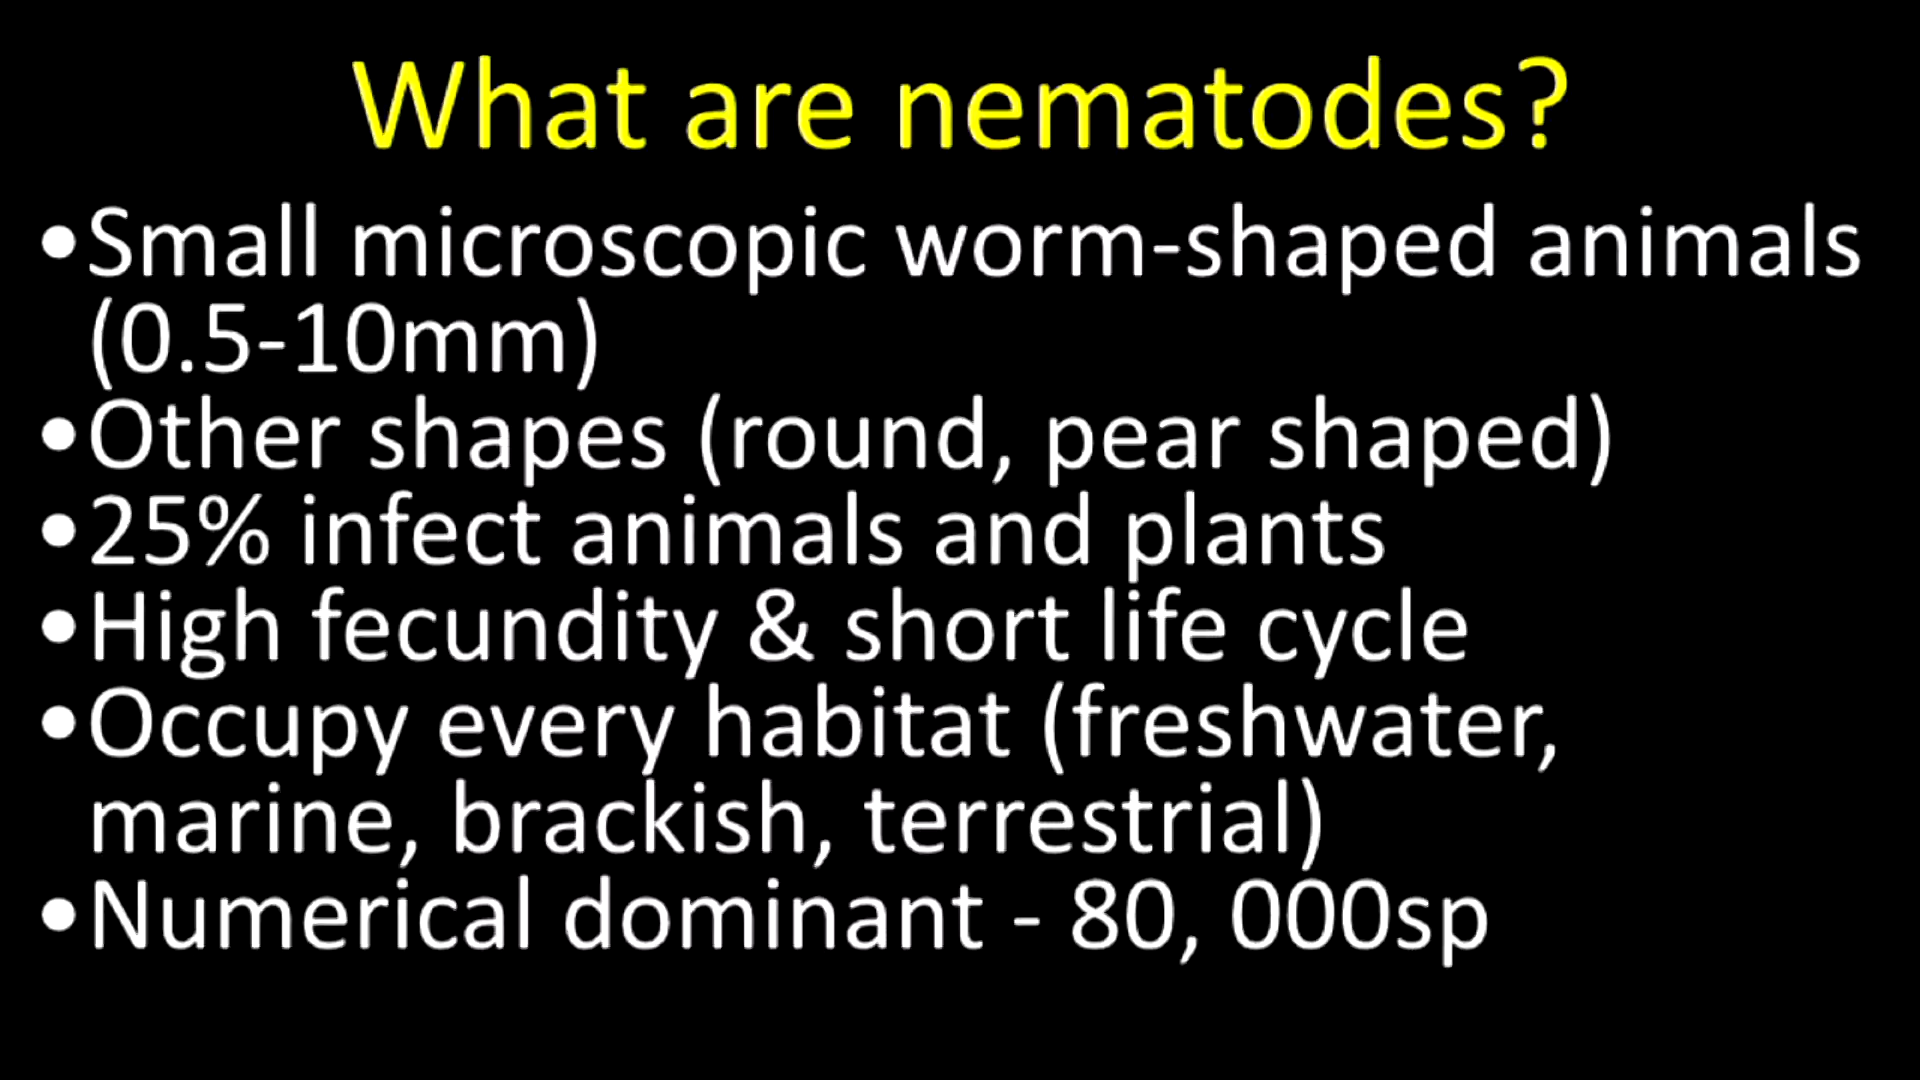 What are nematodes?
•Small microscopic worm-shaped animals
(0.5-10mm)
•Other shapes (round, pear shaped)
•25% infect animals and plants
•High fecundity & short life cycle
•Occupy every habitat (freshwater,
marine, brackish, terrestrial)
•Numerical dominant - 80, 000sp